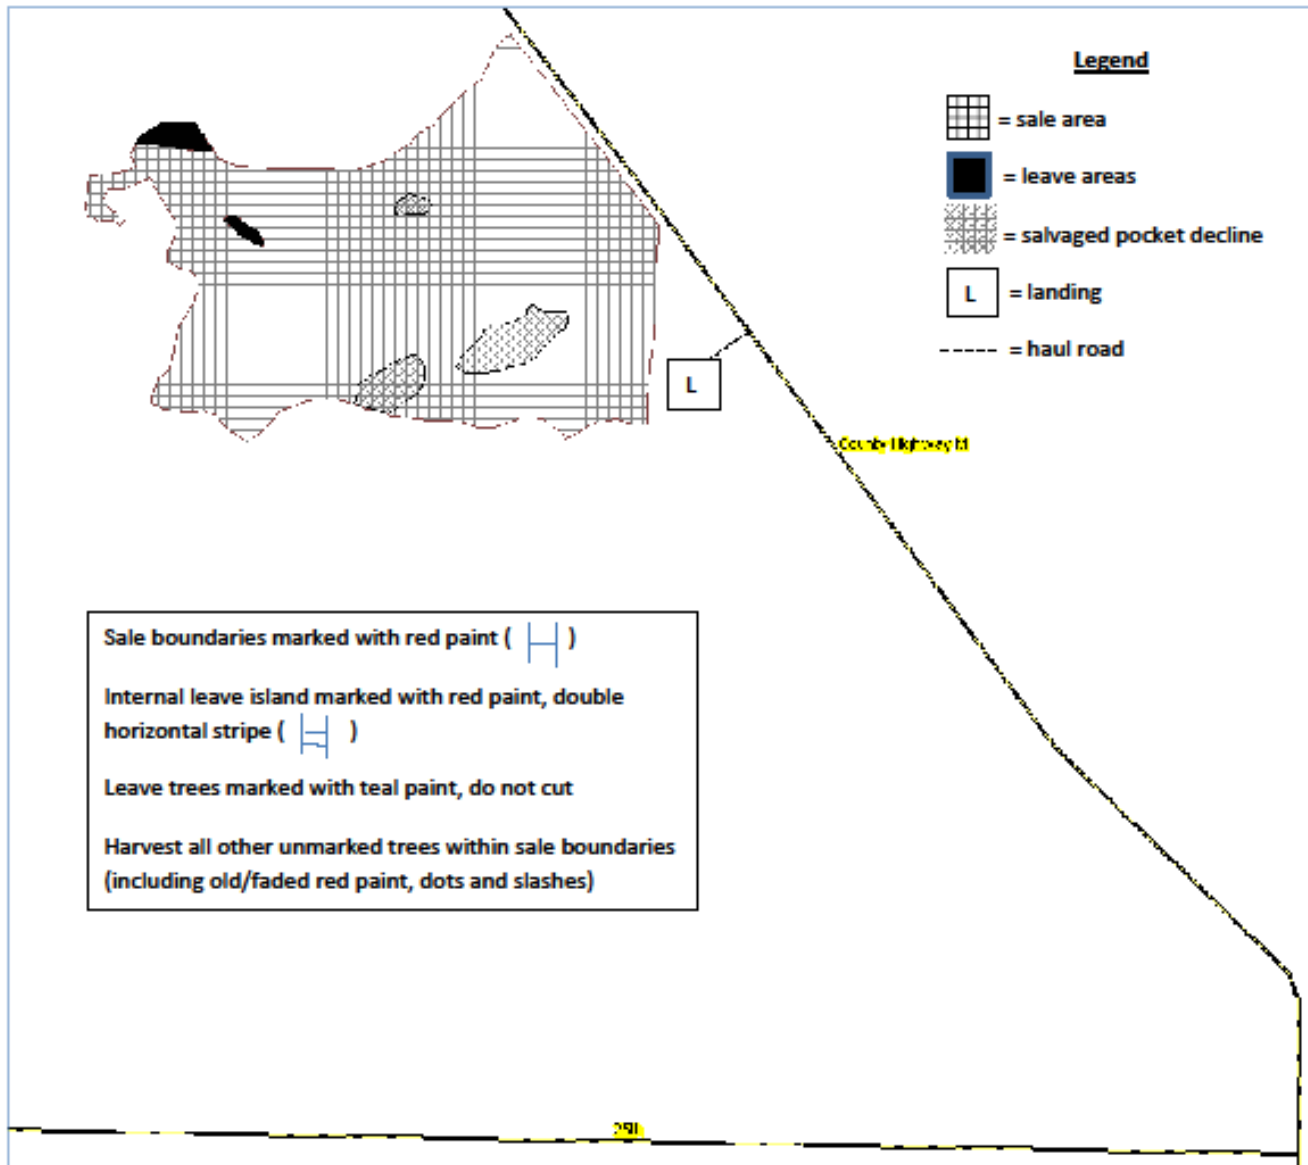 Legend
= sale area
= leave areas
= salvaged pocket decline
L = landing
= haul road
L
County Highway M
Sale boundaries marked with red paint ( )
Internal leave island marked with red paint, double
horizontal stripe ( )
Leave trees marked with teal paint, do not cut
Harvest all other unmarked trees within sale boundaries
(including old/faded red paint, dots and slashes)